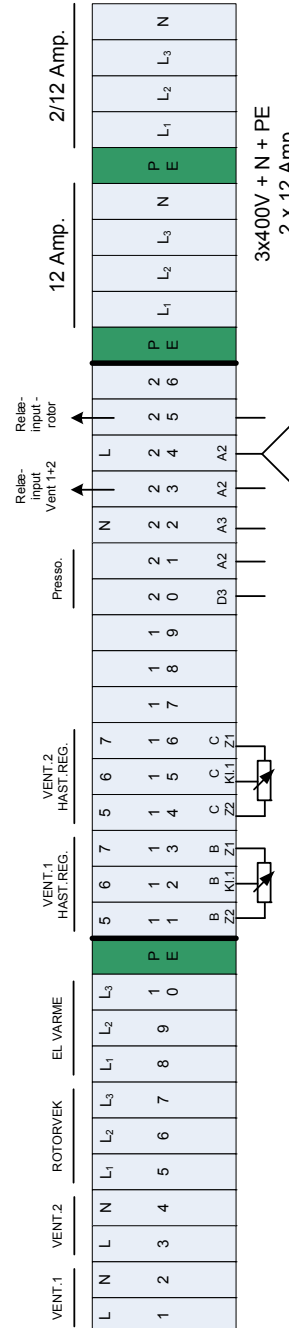 VENT.1 VENT.2 ROTORVEK EL VARME VENT.1 HAST.REG. VENT.2 HAST.REG. Presso.
Relæ-
input
Vent 1+2
Relæ-
input -
rotor
12 Amp. 2/12 Amp.
L N L N L1 L2 L3 L1 L2 L3 5 6 7 5 6 7 N L
1 2 3 4 5 6 7 8 9 10 PE 11 12 13 14 15 16 17 18 19 20 21 22 23 24 25 26 PE L1 L2 L3 N PE L1 L2 L3 N
B B B C C C
Z2 Kl.1 Z1 Z2 Kl.1 Z1 D3 A2 A3 A2 A2
3x400V + N + PE
2 x 12 Amp